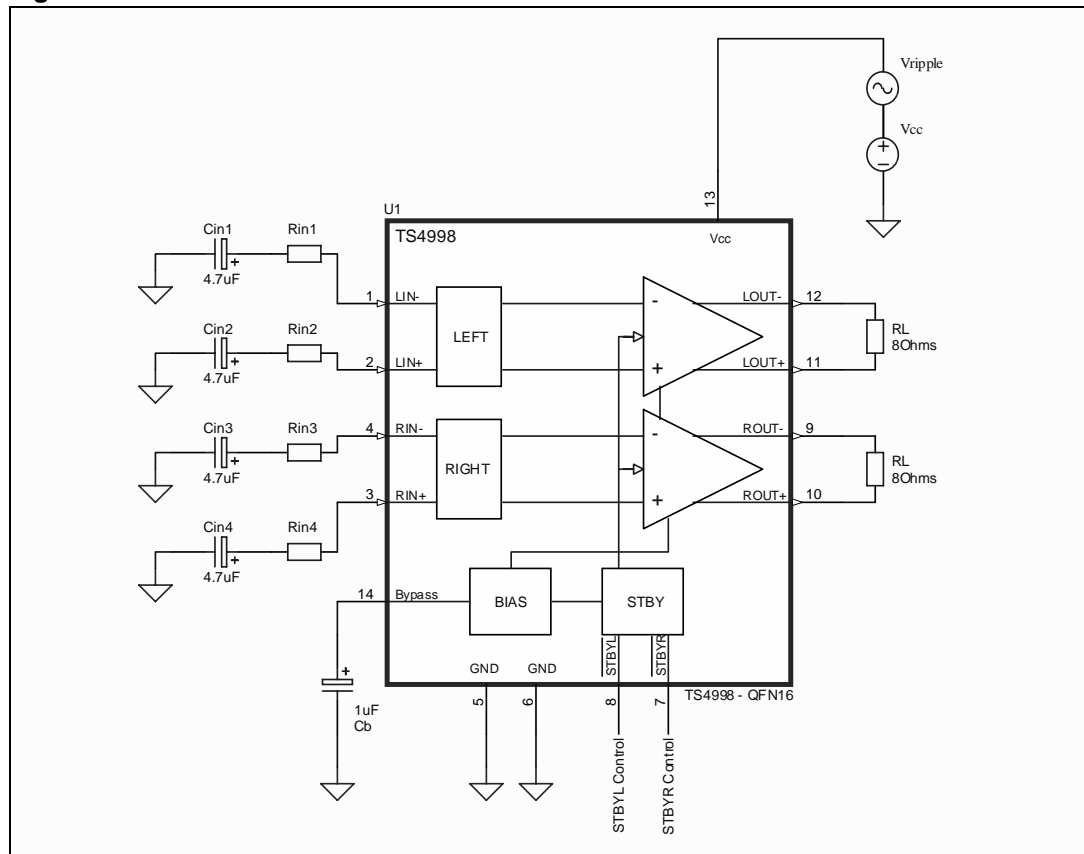 Vripple
Vcc
13
U1
TS4998
Vcc
Cin1
Rin1
4.7uF
1
LIN-
LOUT-
12
Cin2
Rin2
LEFT
RL
8Ohms
4.7uF
2
LIN+
LOUT+
11
Cin3
Rin3
4
RIN-
ROUT-
9
4.7uF
RIGHT
RL
8Ohms
3
RIN+
ROUT+
10
Cin4
Rin4
4.7uF
14
Bypass
BIAS
STBY
STBYL
STBYR
GND
GND
TS4998 - QFN16
1uF
Cb
5
6
8
7
STBYL Control
STBYR Control